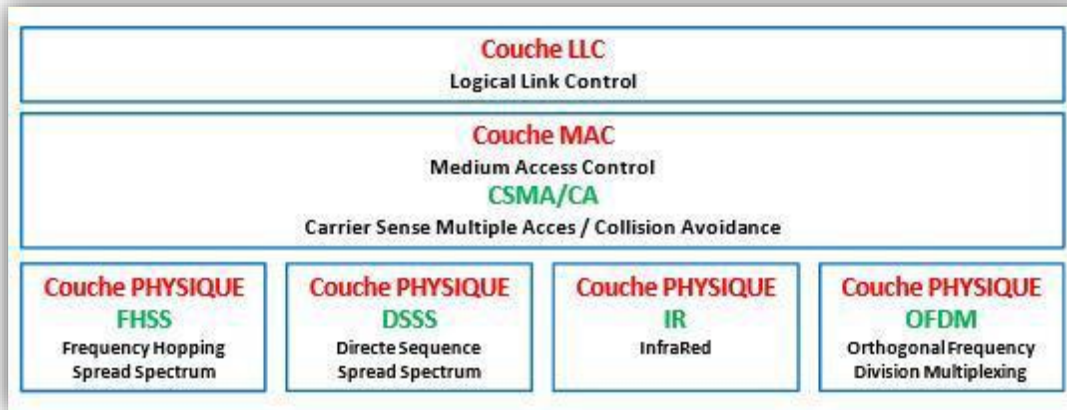 Couche LLC
Logical Link Control
Couche MAC
Medium Access Control
CSMA/CA
Carrier Sense Multiple Acces / Collision Avoidance
Couche PHYSIQUE
FHSS
Frequency Hopping
Spread Spectrum
Couche PHYSIQUE
DSSS
Directe Sequence
Spread Spectrum
Couche PHYSIQUE
IR
InfraRed
Couche PHYSIQUE
OFDM
Orthogonal Frequency
Division Multiplexing